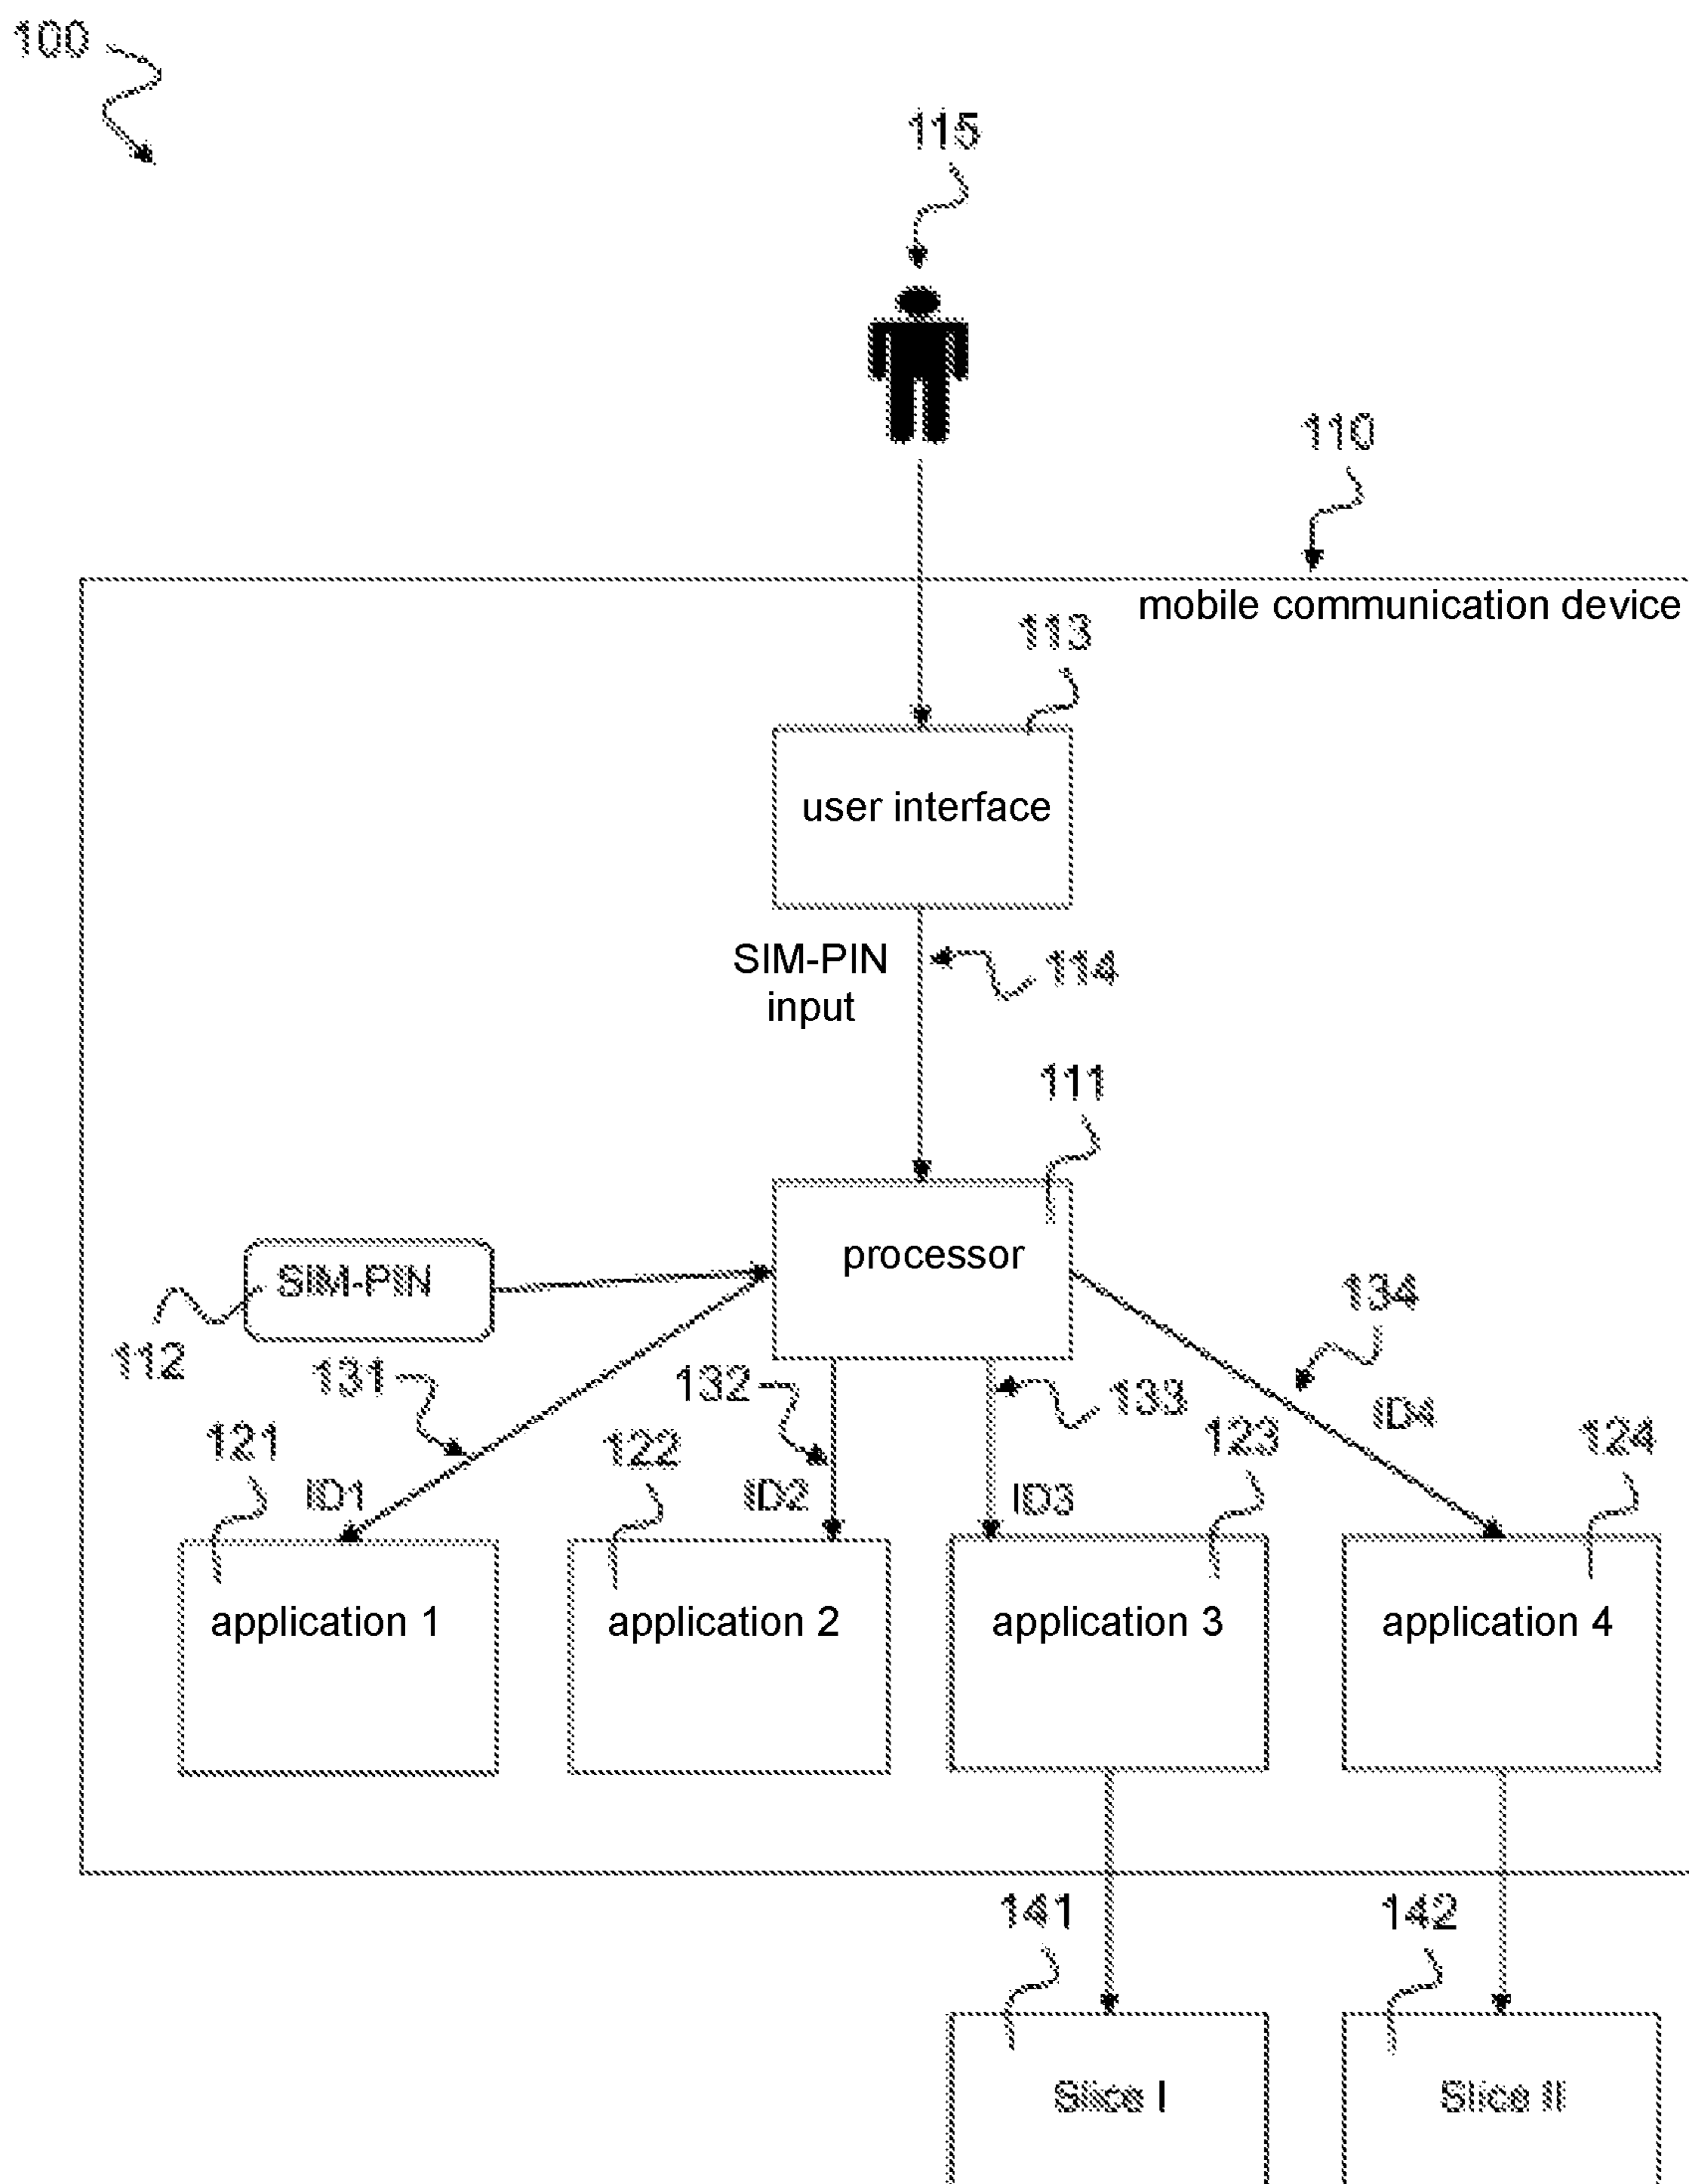 100
115
110
mobile communication device
113
user interface
SIM-PIN
input
114
111
processor
SIM-PIN
112
134
131
132
133
ID4
121
122
123
124
ID1
ID2
ID3
application 1
application 2
application 3
application 4
141
142
Slice I
Slice II